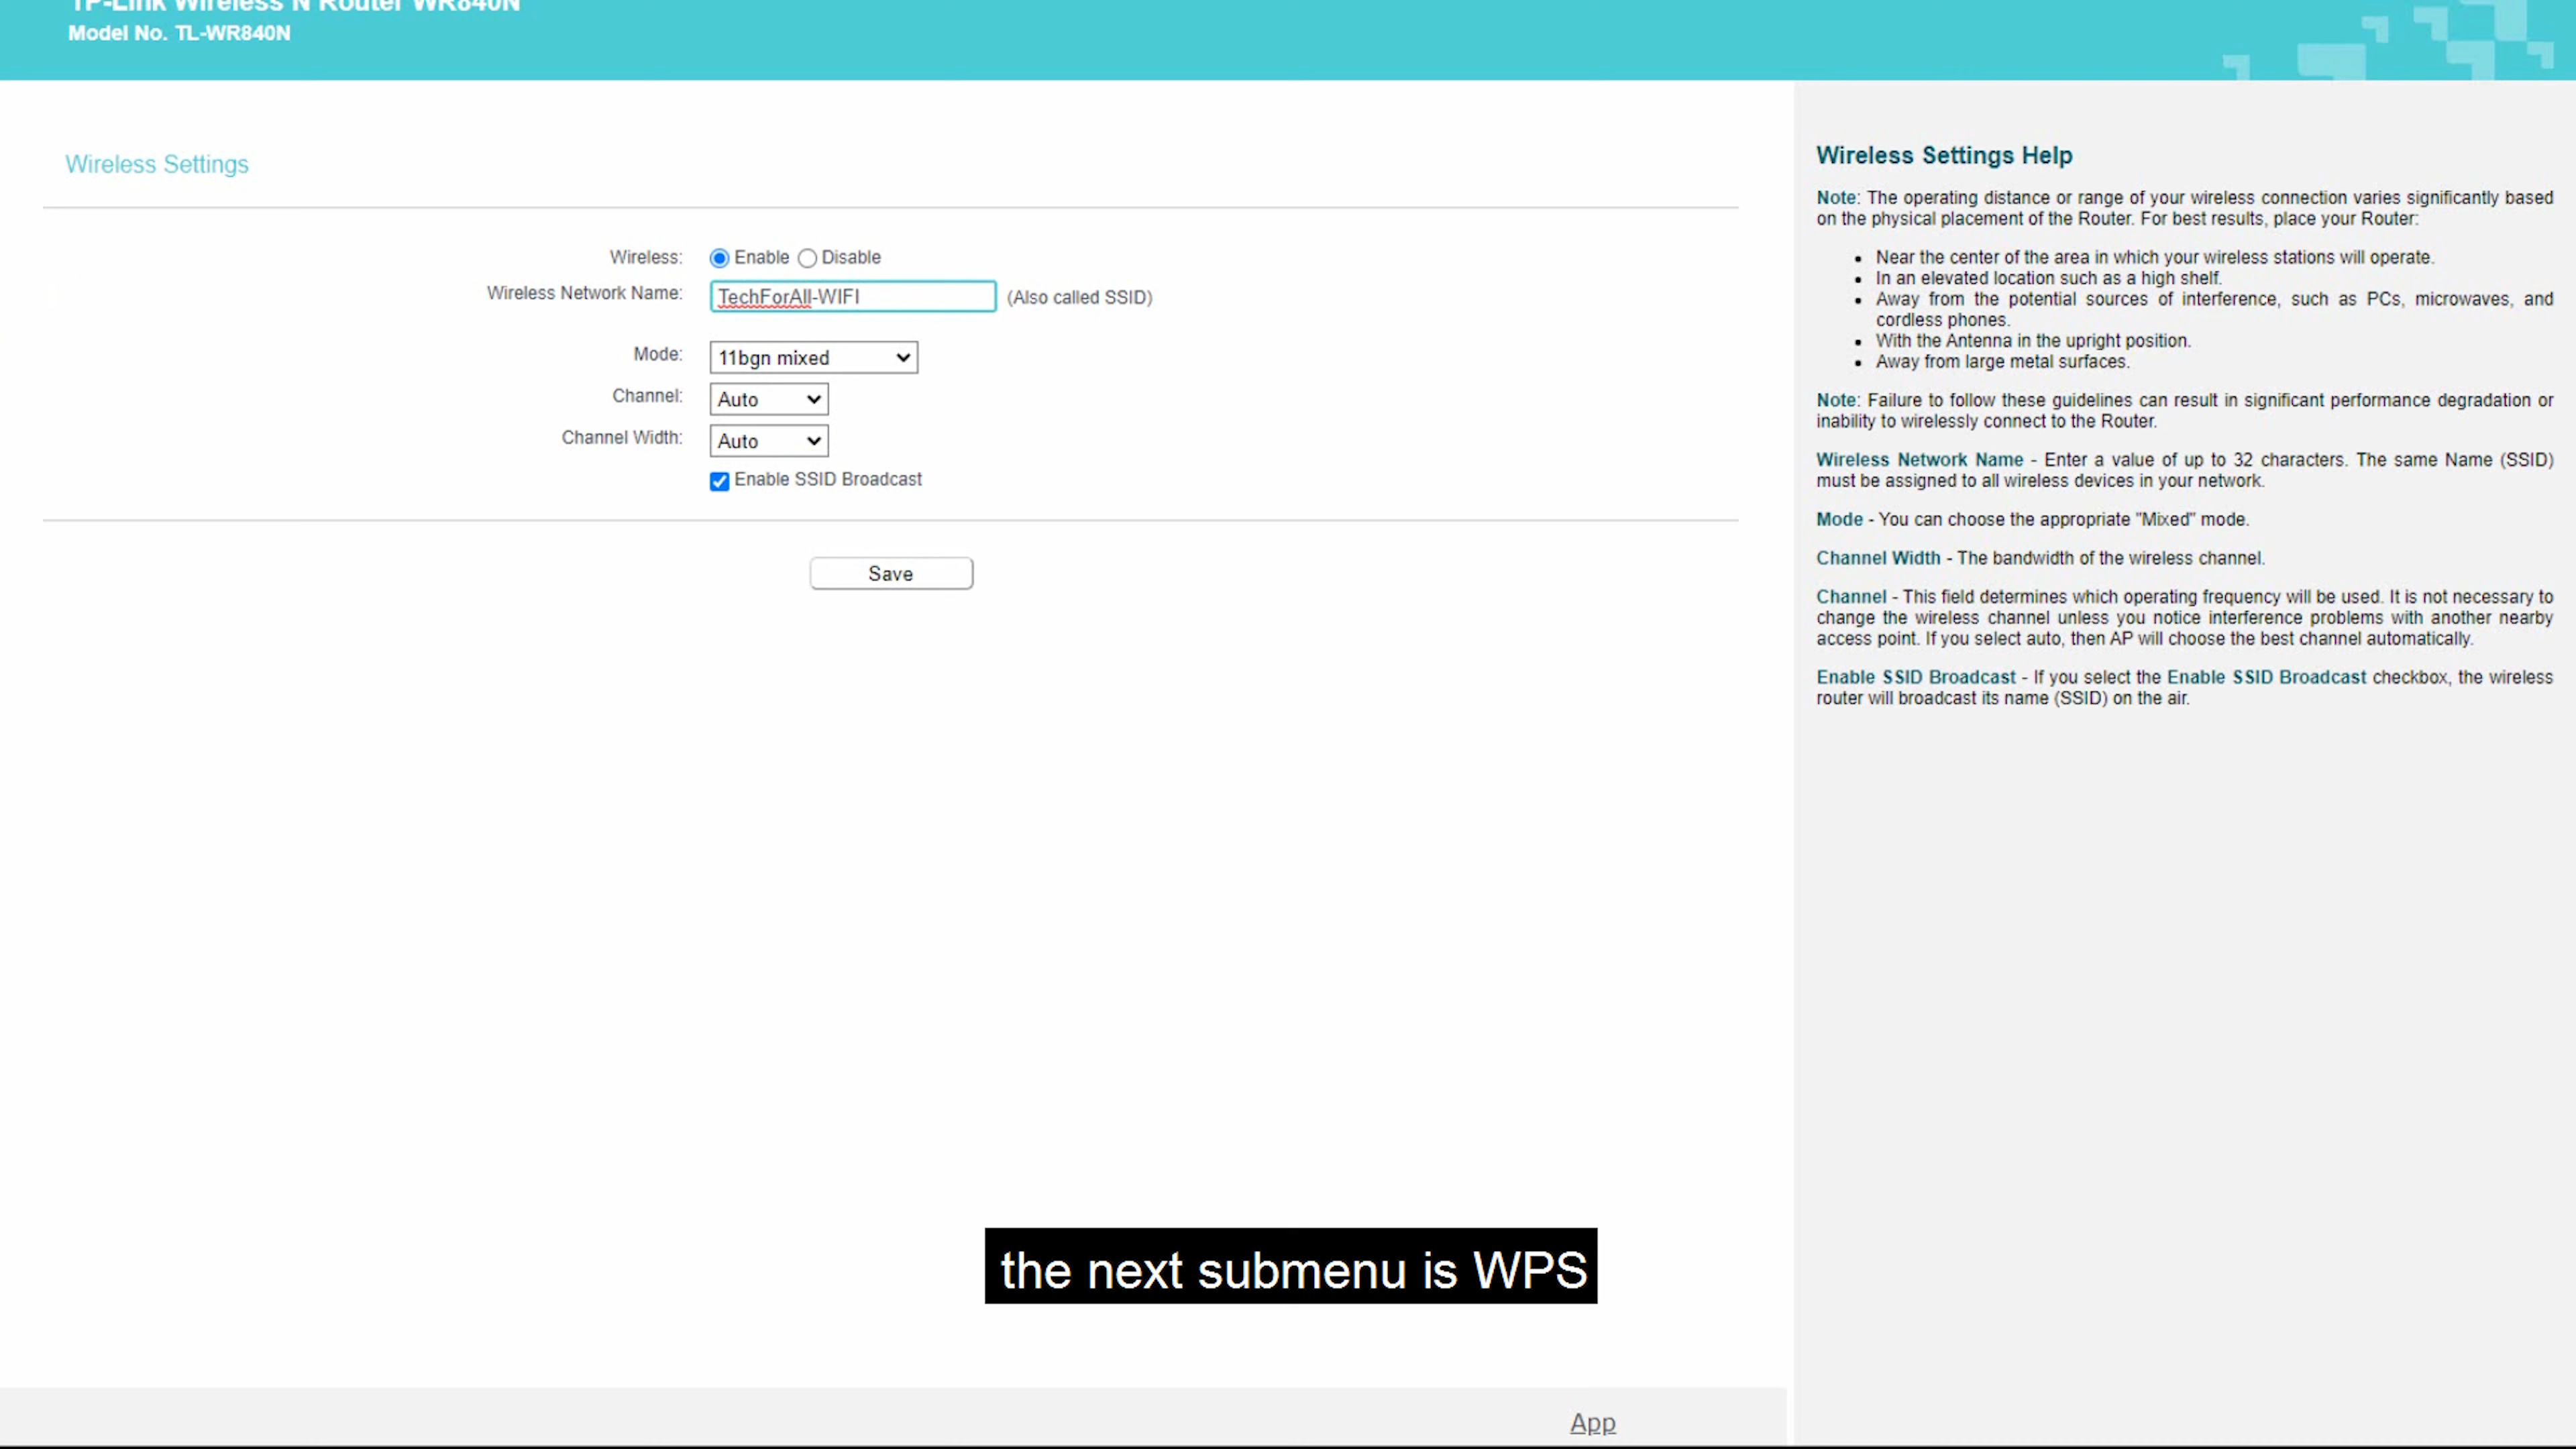 TP-Link Wireless N Router WR840N
Model No. TL-WR840N
Wireless Settings
Wireless: Enable Disable
Wireless Network Name: TechForAll-WIFI (Also called SSID)
Mode: 11bgn mixed
Channel: Auto
Channel Width: Auto
Enable SSID Broadcast
Save
Wireless Settings Help
Note: The operating distance or range of your wireless connection varies significantly based
on the physical placement of the Router. For best results, place your Router:
• Near the center of the area in which your wireless stations will operate.
• In an elevated location such as a high shelf.
• Away from the potential sources of interference, such as PCs, microwaves, and
cordless phones.
• With the Antenna in the upright position.
• Away from large metal surfaces.
Note: Failure to follow these guidelines can result in significant performance degradation or
inability to wirelessly connect to the Router.
Wireless Network Name - Enter a value of up to 32 characters. The same Name (SSID)
must be assigned to all wireless devices in your network.
Mode - You can choose the appropriate "Mixed" mode.
Channel Width - The bandwidth of the wireless channel.
Channel - This field determines which operating frequency will be used. It is not necessary to
change the wireless channel unless you notice interference problems with another nearby
access point. If you select auto, then AP will choose the best channel automatically.
Enable SSID Broadcast - If you select the Enable SSID Broadcast checkbox, the wireless
router will broadcast its name (SSID) on the air.
the next submenu is WPS
App